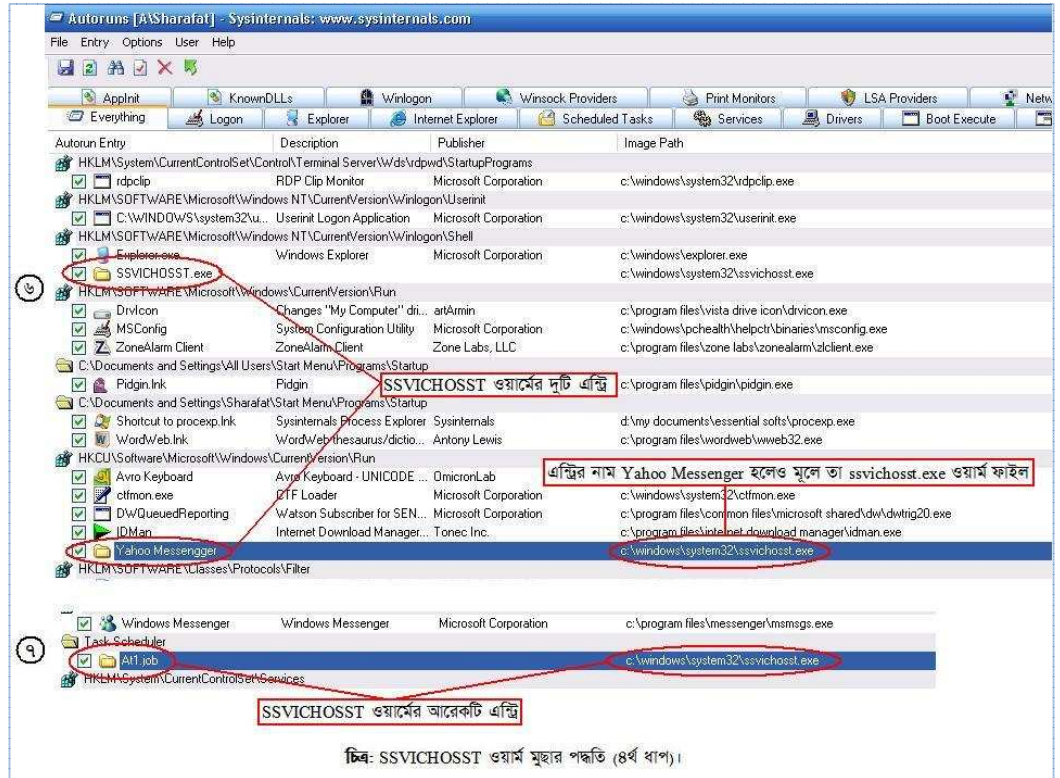 Autoruns [A\Sharafat] - Sysinternals: www.sysinternals.com
File Entry Options User Help
AppInit KnownDLLs Winlogon Winsock Providers Print Monitors LSA Providers Netw
Everything Logon Explorer Internet Explorer Scheduled Tasks Services Drivers Boot Execute
Autorun Entry Description Publisher Image Path
HKLM\System\CurrentControlSet\Control\Terminal Server\Wds\rdpwd\StartupPrograms
rdpclip RDP Clip Monitor Microsoft Corporation c:\windows\system32\rdpclip.exe
HKLM\SOFTWARE\Microsoft\Windows NT\CurrentVersion\Winlogon\Userinit
C:\WINDOWS\system32\u... Userinit Logon Application Microsoft Corporation c:\windows\system32\userinit.exe
HKLM\SOFTWARE\Microsoft\Windows NT\CurrentVersion\Winlogon\Shell
Explorer.exe Windows Explorer Microsoft Corporation c:\windows\explorer.exe
SSVICHOSST.exe c:\windows\system32\ssvichosst.exe
৬
HKLM\SOFTWARE\Microsoft\Windows\CurrentVersion\Run
DrvIcon Changes "My Computer" dri... artArmin c:\program files\vista drive icon\drvicon.exe
MSConfig System Configuration Utility Microsoft Corporation c:\windows\pchealth\helpctr\binaries\msconfig.exe
ZoneAlarm Client ZoneAlarm Client Zone Labs, LLC c:\program files\zone labs\zonealarm\zlclient.exe
C:\Documents and Settings\All Users\Start Menu\Programs\Startup
Pidgin.lnk Pidgin SSVICHOSST ওয়ার্মের দুটি এন্ট্রি c:\program files\pidgin\pidgin.exe
C:\Documents and Settings\Sharafat\Start Menu\Programs\Startup
Shortcut to procexp.lnk Sysinternals Process Explorer Sysinternals d:\my documents\essential softs\procexp.exe
WordWeb.lnk WordWeb thesaurus/dictio... Antony Lewis c:\program files\wordweb\wweb32.exe
HKCU\Software\Microsoft\Windows\CurrentVersion\Run
এন্ট্রির নাম Yahoo Messenger হলেও মূলে তা ssvichosst.exe ওয়ার্ম ফাইল
Avro Keyboard Avro Keyboard - UNICODE ... OmicronLab
ctfmon.exe CTF Loader Microsoft Corporation c:\windows\system32\ctfmon.exe
DWQueuedReporting Watson Subscriber for SEN... Microsoft Corporation c:\program files\common files\microsoft shared\dw\dwtrig20.exe
IDMan Internet Download Manager... Tonec Inc. c:\program files\internet download manager\idman.exe
Yahoo Messengger c:\windows\system32\ssvichosst.exe
HKLM\SOFTWARE\Classes\Protocols\Filter
Windows Messenger Windows Messenger Microsoft Corporation c:\program files\messenger\msmsgs.exe
৭
Task Scheduler
At1.job c:\windows\system32\ssvichosst.exe
HKLM\System\CurrentControlSet\Services
SSVICHOSST ওয়ার্মের আরেকটি এন্ট্রি
চিত্র: SSVICHOSST ওয়ার্ম মুছার পদ্ধতি (৪র্থ ধাপ)।